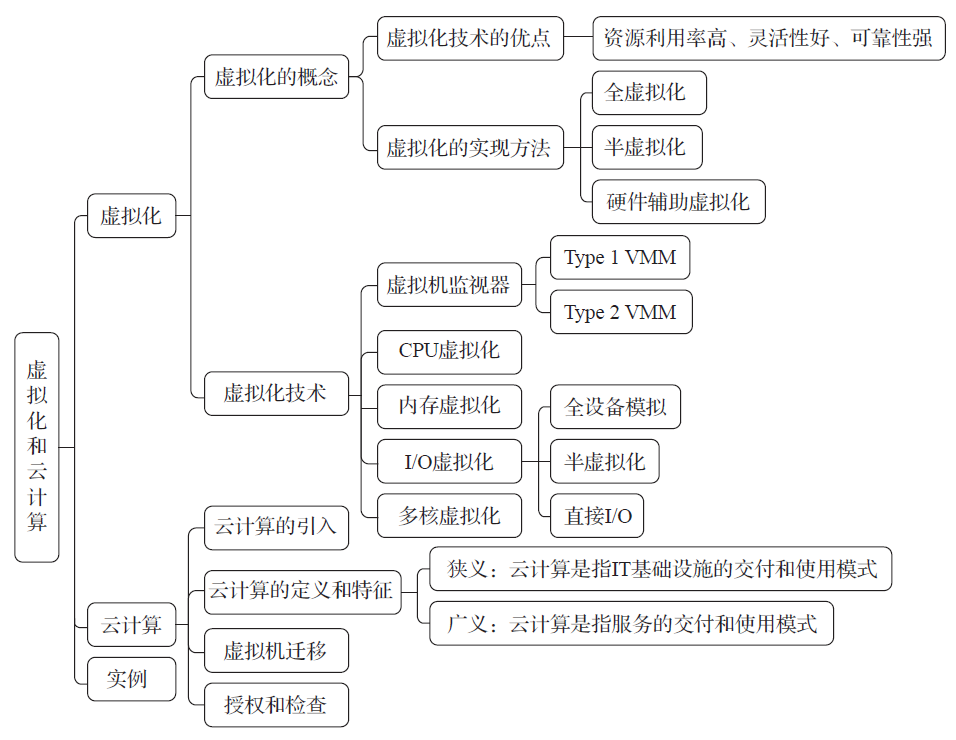 虚拟化和云计算
虚拟化
虚拟化的概念
虚拟化技术的优点
资源利用率高、灵活性好、可靠性强
虚拟化的实现方法
全虚拟化
半虚拟化
硬件辅助虚拟化
虚拟化技术
虚拟机监视器
Type 1 VMM
Type 2 VMM
CPU虚拟化
内存虚拟化
I/O虚拟化
全设备模拟
半虚拟化
直接I/O
多核虚拟化
云计算
云计算的引入
云计算的定义和特征
狭义：云计算是指IT基础设施的交付和使用模式
广义：云计算是指服务的交付和使用模式
虚拟机迁移
授权和检查
实例